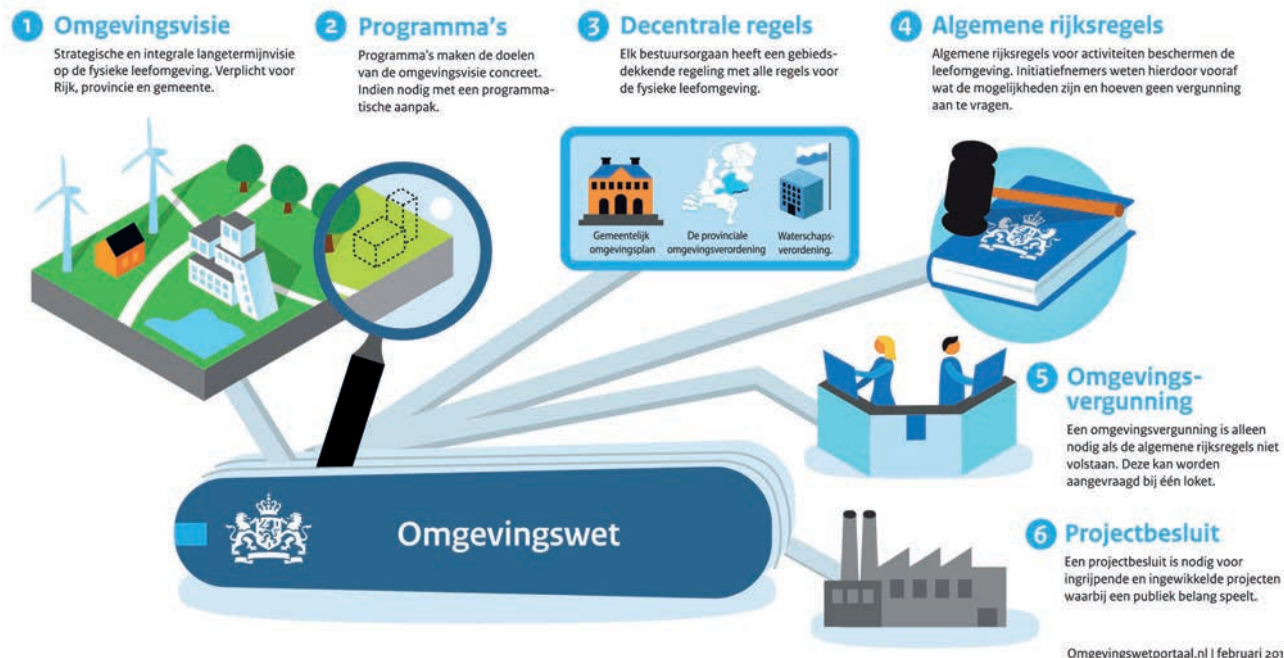 1 Omgevingsvisie
Strategische en integrale langetermijnvisie
op de fysieke leefomgeving. Verplicht voor
Rijk, provincie en gemeente.
2 Programma's
Programma's maken de doelen
van de omgevingsvisie concreet.
Indien nodig met een programma-
tische aanpak.
3 Decentrale regels
Elk bestuursorgaan heeft een gebieds-
dekkende regeling met alle regels voor
de fysieke leefomgeving.
Gemeentelijk
omgevingsplan
De provinciale
omgevingsverordening
Waterschaps-
verordening.
4 Algemene rijksregels
Algemene rijksregels voor activiteiten beschermen de
leefomgeving. Initiatiefnemers weten hierdoor vooraf
wat de mogelijkheden zijn en hoeven geen vergunning
aan te vragen.
5 Omgevings-
vergunning
Een omgevingsvergunning is alleen
nodig als de algemene rijksregels niet
volstaan. Deze kan worden
aangevraagd bij één loket.
6 Projectbesluit
Een projectbesluit is nodig voor
ingrijpende en ingewikkelde projecten
waarbij een publiek belang speelt.
Omgevingswet
Omgevingswetportaal.nl | februari 201